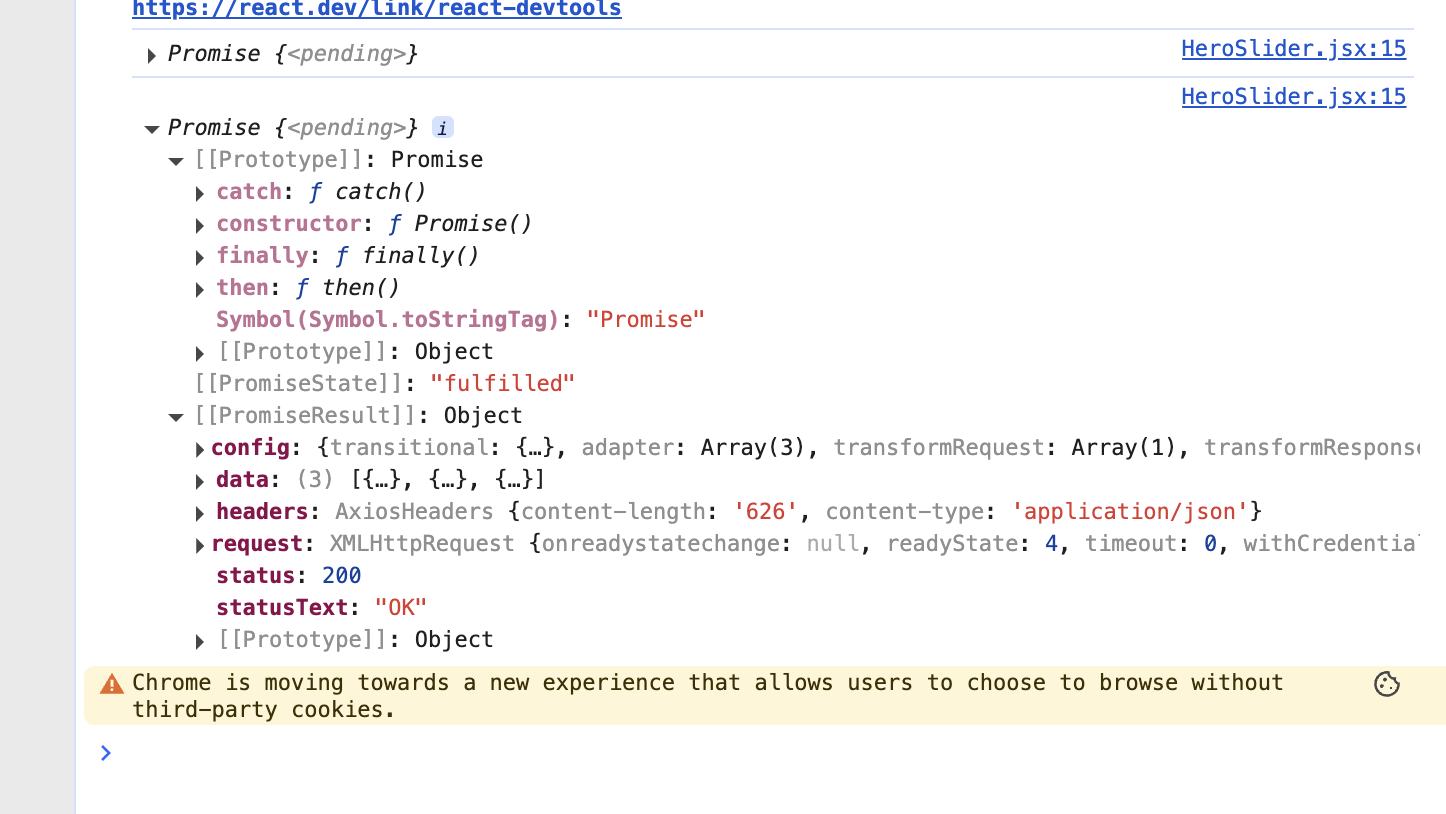 https://react.dev/link/react-devtools
Promise {<pending>} HeroSlider.jsx:15
HeroSlider.jsx:15
Promise {<pending>} i
[[Prototype]]: Promise
catch: ƒ catch()
constructor: ƒ Promise()
finally: ƒ finally()
then: ƒ then()
Symbol(Symbol.toStringTag): "Promise"
[[Prototype]]: Object
[[PromiseState]]: "fulfilled"
[[PromiseResult]]: Object
config: {transitional: {…}, adapter: Array(3), transformRequest: Array(1), transformResponse
data: (3) [{…}, {…}, {…}]
headers: AxiosHeaders {content-length: '626', content-type: 'application/json'}
request: XMLHttpRequest {onreadystatechange: null, readyState: 4, timeout: 0, withCredential
status: 200
statusText: "OK"
[[Prototype]]: Object
Chrome is moving towards a new experience that allows users to choose to browse without
third-party cookies.